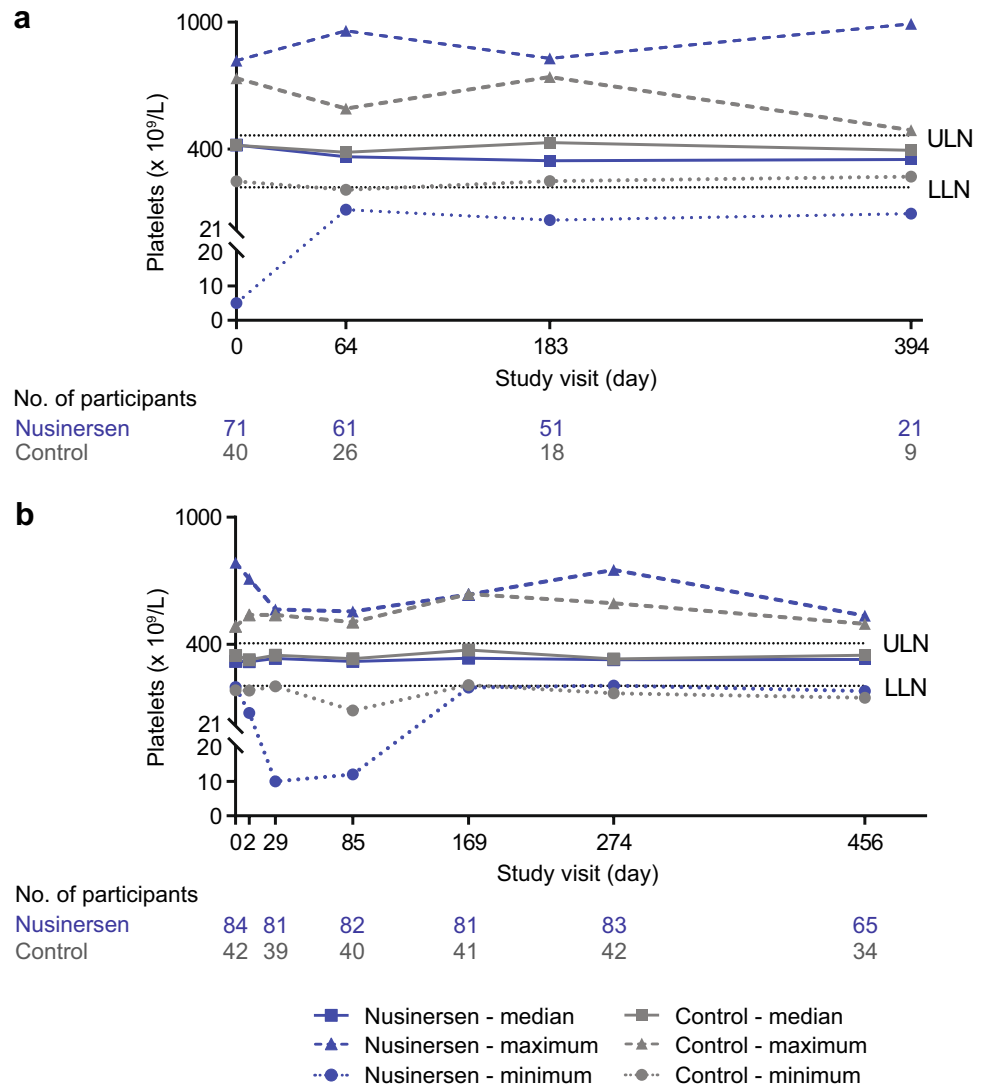 a
1000
400
21
20
10
0
Platelets (x 10⁹/L)
ULN
LLN
0 64 183 394
Study visit (day)
No. of participants
Nusinersen 71 61 51 21
Control 40 26 18 9
b
1000
400
21
20
10
0
Platelets (x 10⁹/L)
ULN
LLN
0 2 29 85 169 274 456
Study visit (day)
No. of participants
Nusinersen 84 81 82 81 83 65
Control 42 39 40 41 42 34
Nusinersen - median Control - median
Nusinersen - maximum Control - maximum
Nusinersen - minimum Control - minimum